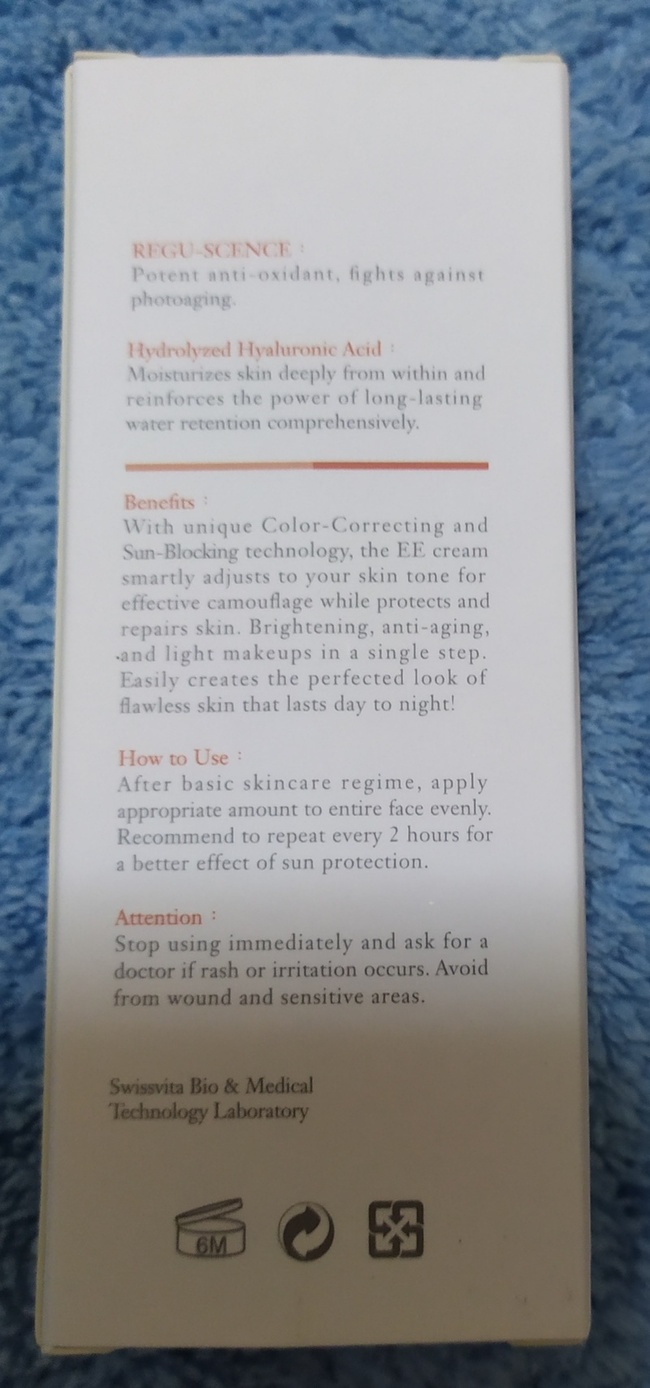 REGU-SCENCE :
Potent anti-oxidant, fights against
photoaging.
Hydrolyzed Hyaluronic Acid :
Moisturizes skin deeply from within and
reinforces the power of long-lasting
water retention comprehensively.
Benefits :
With unique Color-Correcting and
Sun-Blocking technology, the EE cream
smartly adjusts to your skin tone for
effective camouflage while protects and
repairs skin. Brightening, anti-aging,
and light makeups in a single step.
Easily creates the perfected look of
flawless skin that lasts day to night!
How to Use :
After basic skincare regime, apply
appropriate amount to entire face evenly.
Recommend to repeat every 2 hours for
a better effect of sun protection.
Attention :
Stop using immediately and ask for a
doctor if rash or irritation occurs. Avoid
from wound and sensitive areas.
Swissvita Bio & Medical
Technology Laboratory
6M